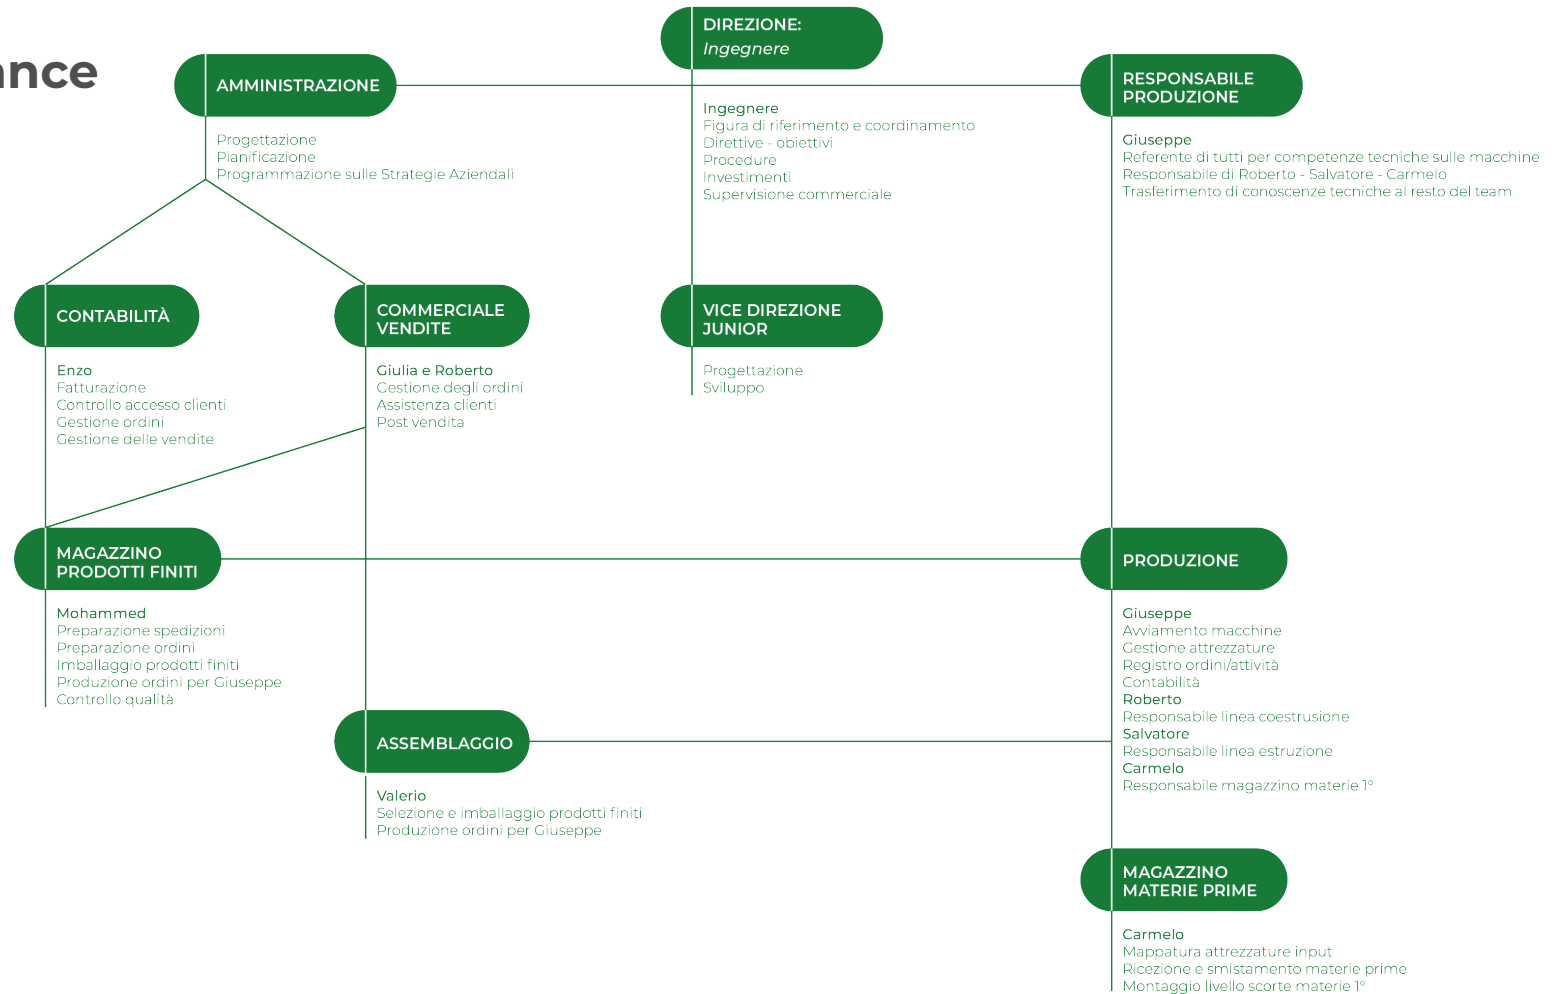 ance
DIREZIONE:
Ingegnere
AMMINISTRAZIONE
RESPONSABILE
PRODUZIONE
Progettazione
Pianificazione
Programmazione sulle Strategie Aziendali
Ingegnere
Figura di riferimento e coordinamento
Direttive - obiettivi
Procedure
Investimenti
Supervisione commerciale
Giuseppe
Referente di tutti per competenze tecniche sulle macchine
Responsabile di Roberto - Salvatore - Carmelo
Trasferimento di conoscenze tecniche al resto del team
CONTABILITÀ
COMMERCIALE
VENDITE
VICE DIREZIONE
JUNIOR
Enzo
Fatturazione
Controllo accesso clienti
Gestione ordini
Gestione delle vendite
Giulia e Roberto
Gestione degli ordini
Assistenza clienti
Post vendita
Progettazione
Sviluppo
MAGAZZINO
PRODOTTI FINITI
PRODUZIONE
Mohammed
Preparazione spedizioni
Preparazione ordini
Imballaggio prodotti finiti
Produzione ordini per Giuseppe
Controllo qualità
Giuseppe
Avviamento macchine
Gestione attrezzature
Registro ordini/attività
Contabilità
Roberto
Responsabile linea coestrusione
Salvatore
Responsabile linea estruzione
Carmelo
Responsabile magazzino materie 1°
ASSEMBLAGGIO
Valerio
Selezione e imballaggio prodotti finiti
Produzione ordini per Giuseppe
MAGAZZINO
MATERIE PRIME
Carmelo
Mappatura attrezzature input
Ricezione e smistamento materie prime
Montaggio livello scorte materie 1°